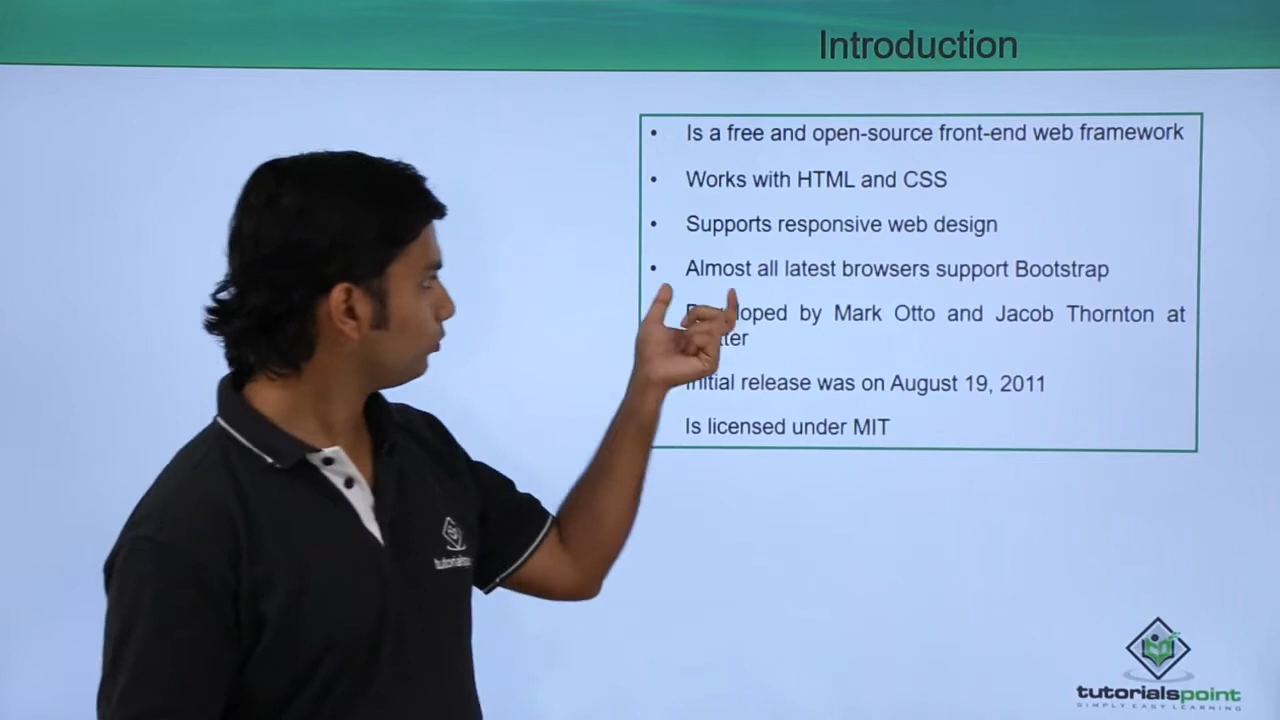 Introduction
• Is a free and open-source front-end web framework
• Works with HTML and CSS
• Supports responsive web design
• Almost all latest browsers support Bootstrap
by Mark Otto and Jacob Thornton at
release was on August 19, 2011
Is licensed under MIT
tutorialspoint
SIMPLY EASY LEARNING